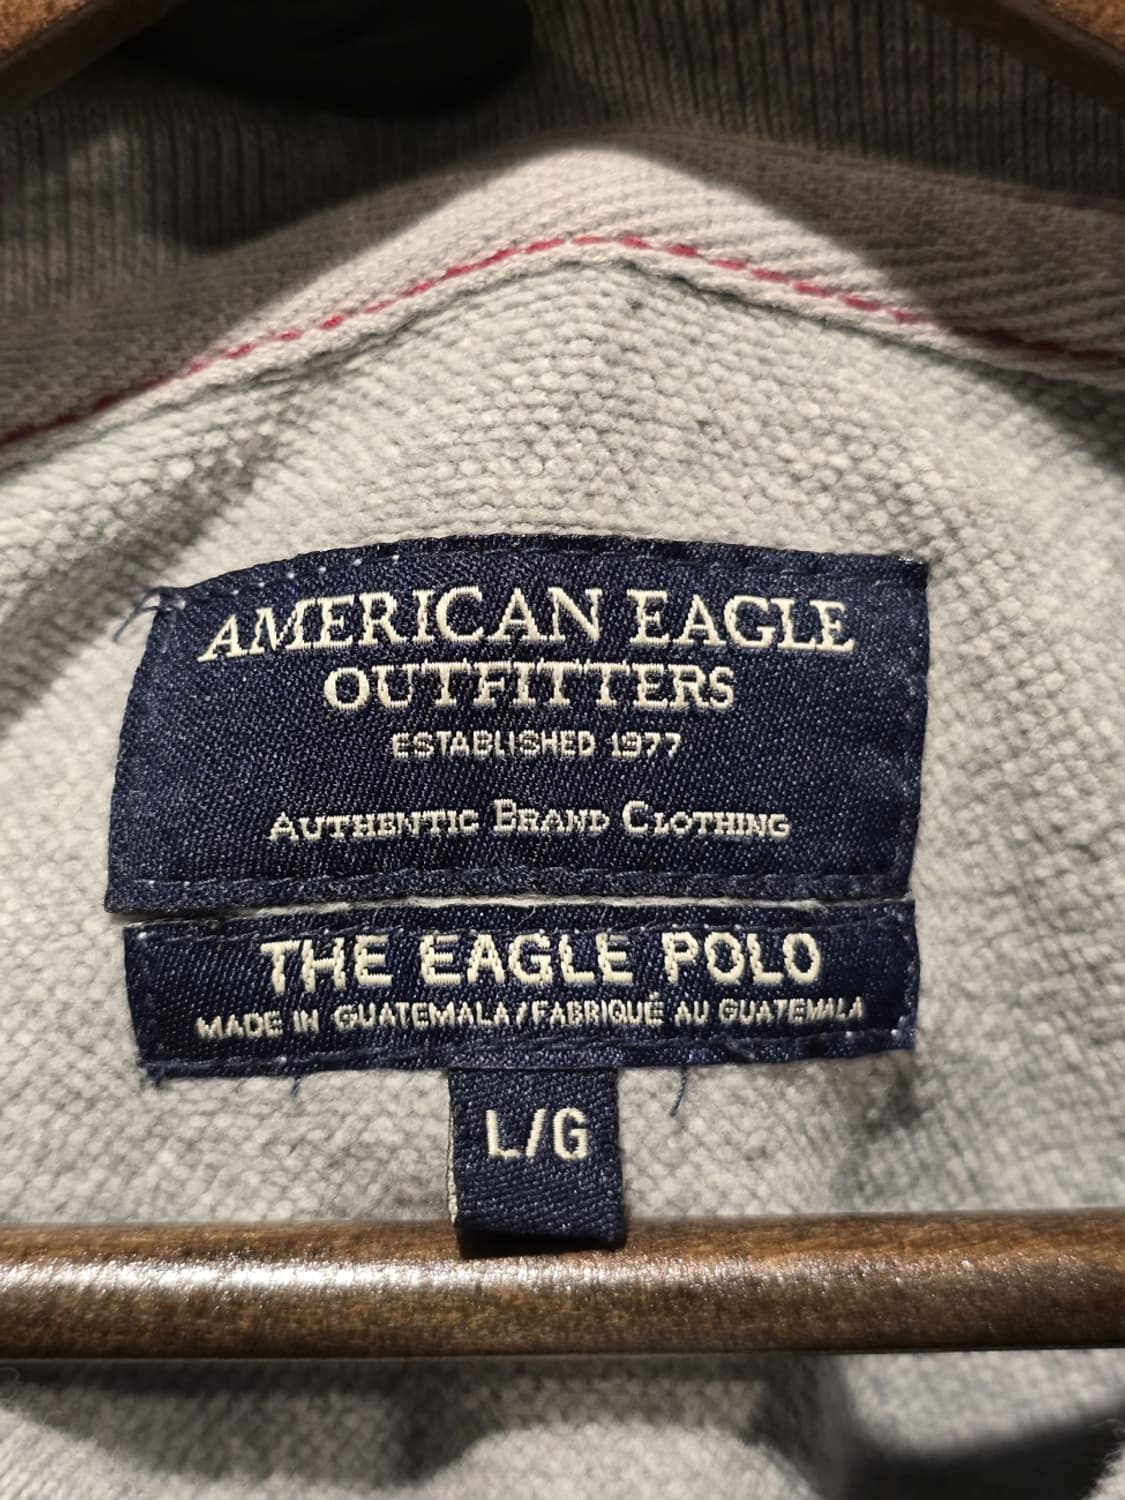 AMERICAN EAGLE
OUTFITTERS
ESTABLISHED 1977
AUTHENTIC BRAND CLOTHING
THE EAGLE POLO
MADE IN GUATEMALA/FABRIQUÉ AU GUATEMALA
L/G